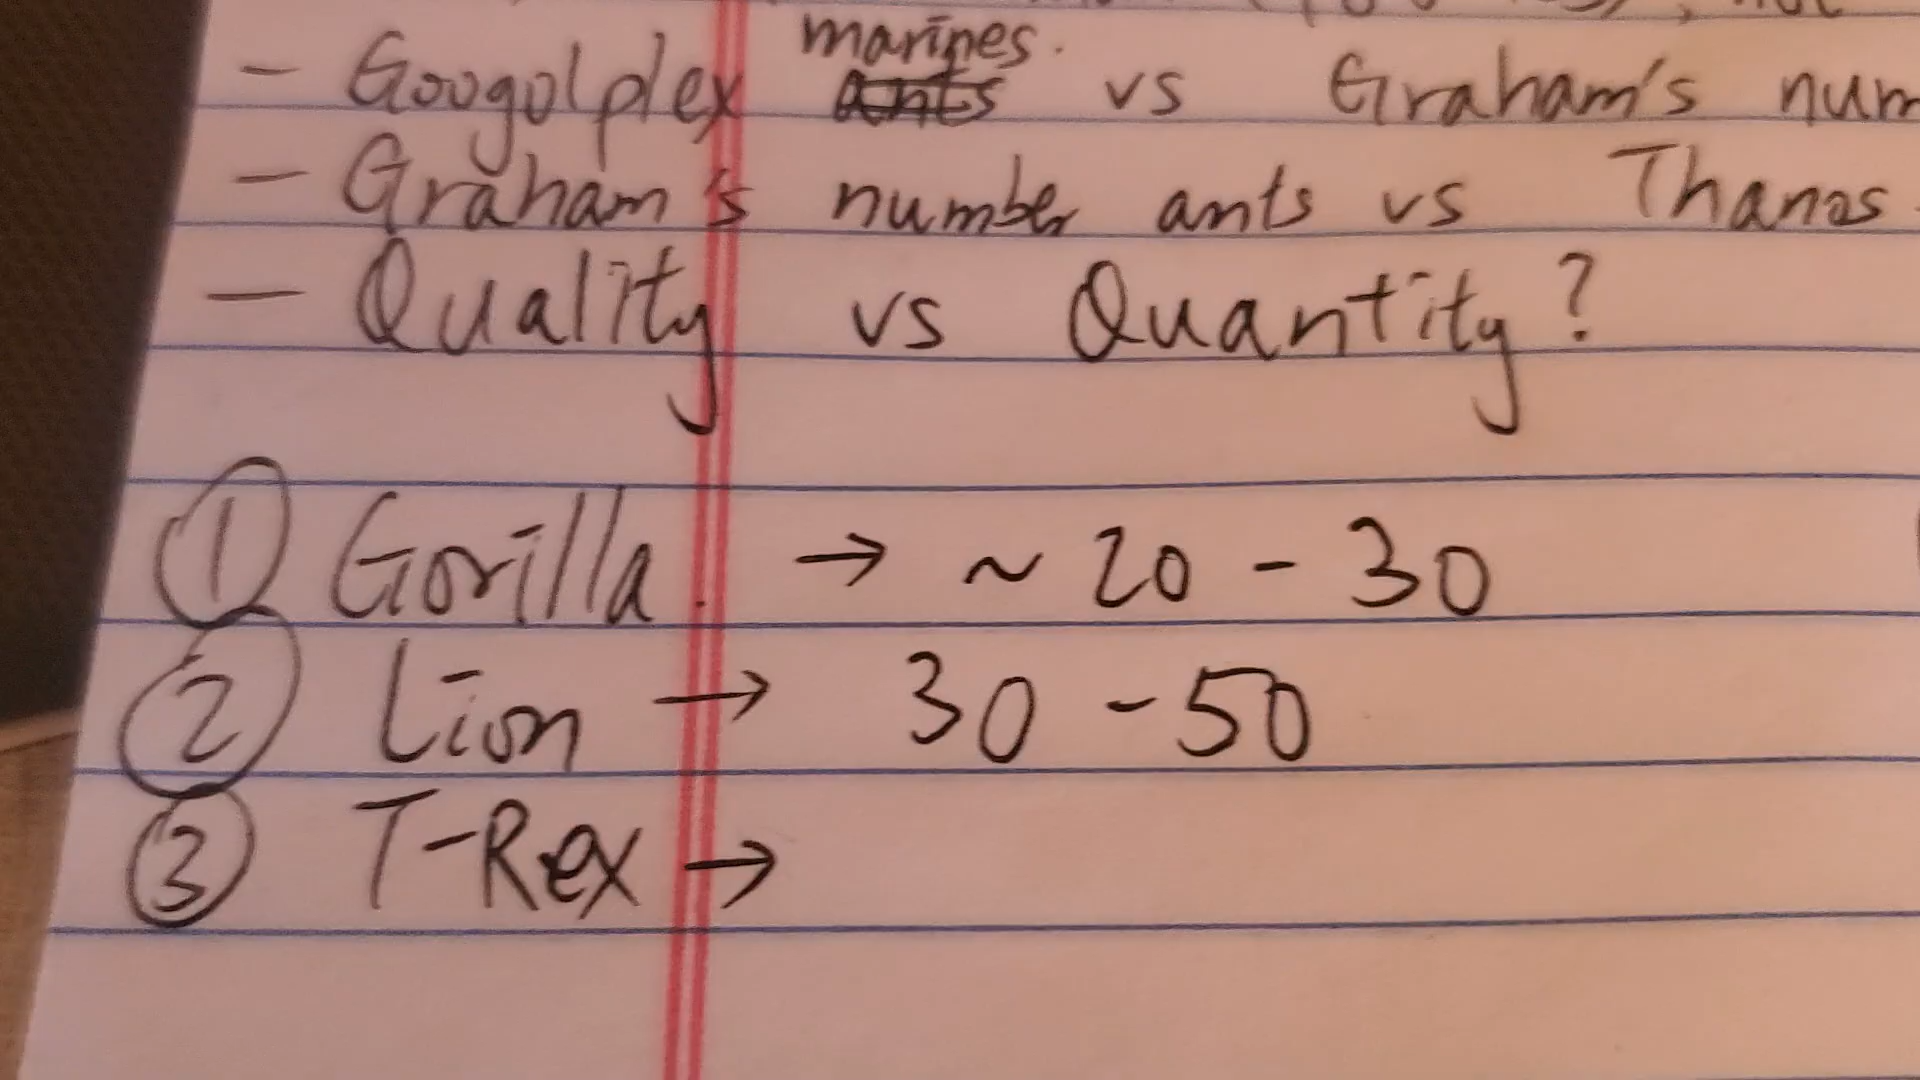 - Googolplex marines. vs Graham's num
- Graham's number ants vs Thanos.
- Quality vs Quantity?
① Gorilla. → ~ 20 - 30
② Lion → 30 - 50
③ T-Rex →